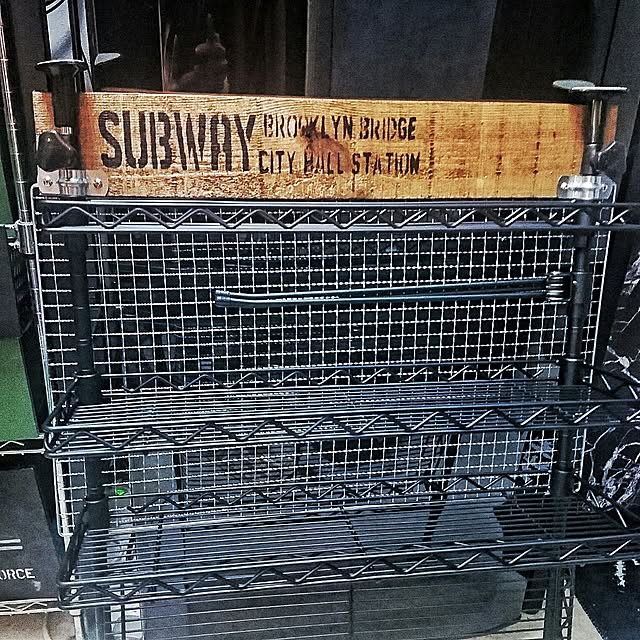 SUBWAY BROOKLYN BRIDGE
CITY HALL STATION
ORCE